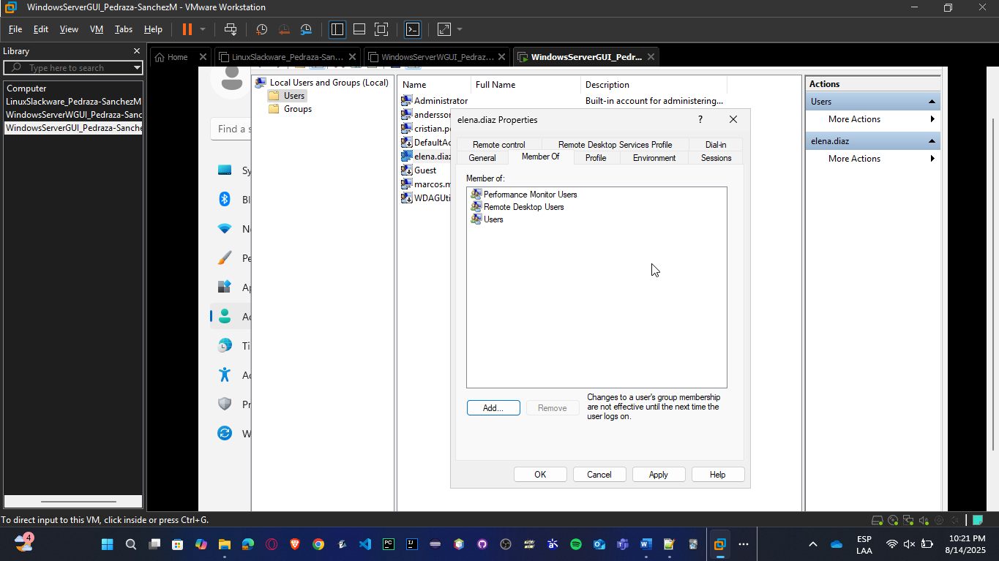 WindowsServerGUI_Pedraza-SanchezM - VMware Workstation
File Edit View VM Tabs Help
Library
Type here to search
Computer
LinuxSlackware_Pedraza-SanchezM
WindowsServerWGUI_Pedraza-Sanc
WindowsServerGUI_Pedraza-Sanche
Home
LinuxSlackware_Pedraza-San...
WindowsServerWGUI_Pedraz...
WindowsServerGUI_Pedr...
Find a s
Sy
Bl
Ne
Pe
Ap
Ac
Ti
Ac
Pr
W
Local Users and Groups (Local)
Users
Groups
Name Full Name Description
Administrator Built-in account for administering...
andersson
cristian.pe
DefaultAc
elena.diaz
Guest
marcos.m
WDAGUti
elena.diaz Properties
?
Remote control Remote Desktop Services Profile Dial-in
General Member Of Profile Environment Sessions
Member of:
Performance Monitor Users
Remote Desktop Users
Users
Add... Remove
Changes to a user's group membership
are not effective until the next time the
user logs on.
OK Cancel Apply Help
Actions
Users
More Actions
elena.diaz
More Actions
To direct input to this VM, click inside or press Ctrl+G.
4
ESP
LAA
10:21 PM
8/14/2025